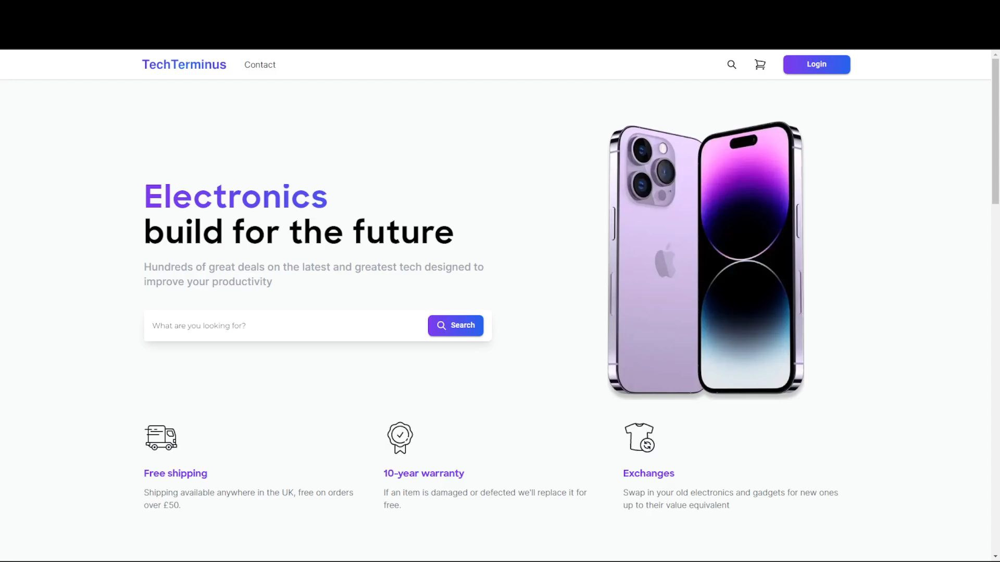 TechTerminus Contact Login
Electronics
build for the future
Hundreds of great deals on the latest and greatest tech designed to
improve your productivity
What are you looking for? Search
Free shipping
Shipping available anywhere in the UK, free on orders
over £50.
10-year warranty
If an item is damaged or defected we'll replace it for
free.
Exchanges
Swap in your old electronics and gadgets for new ones
up to their value equivalent